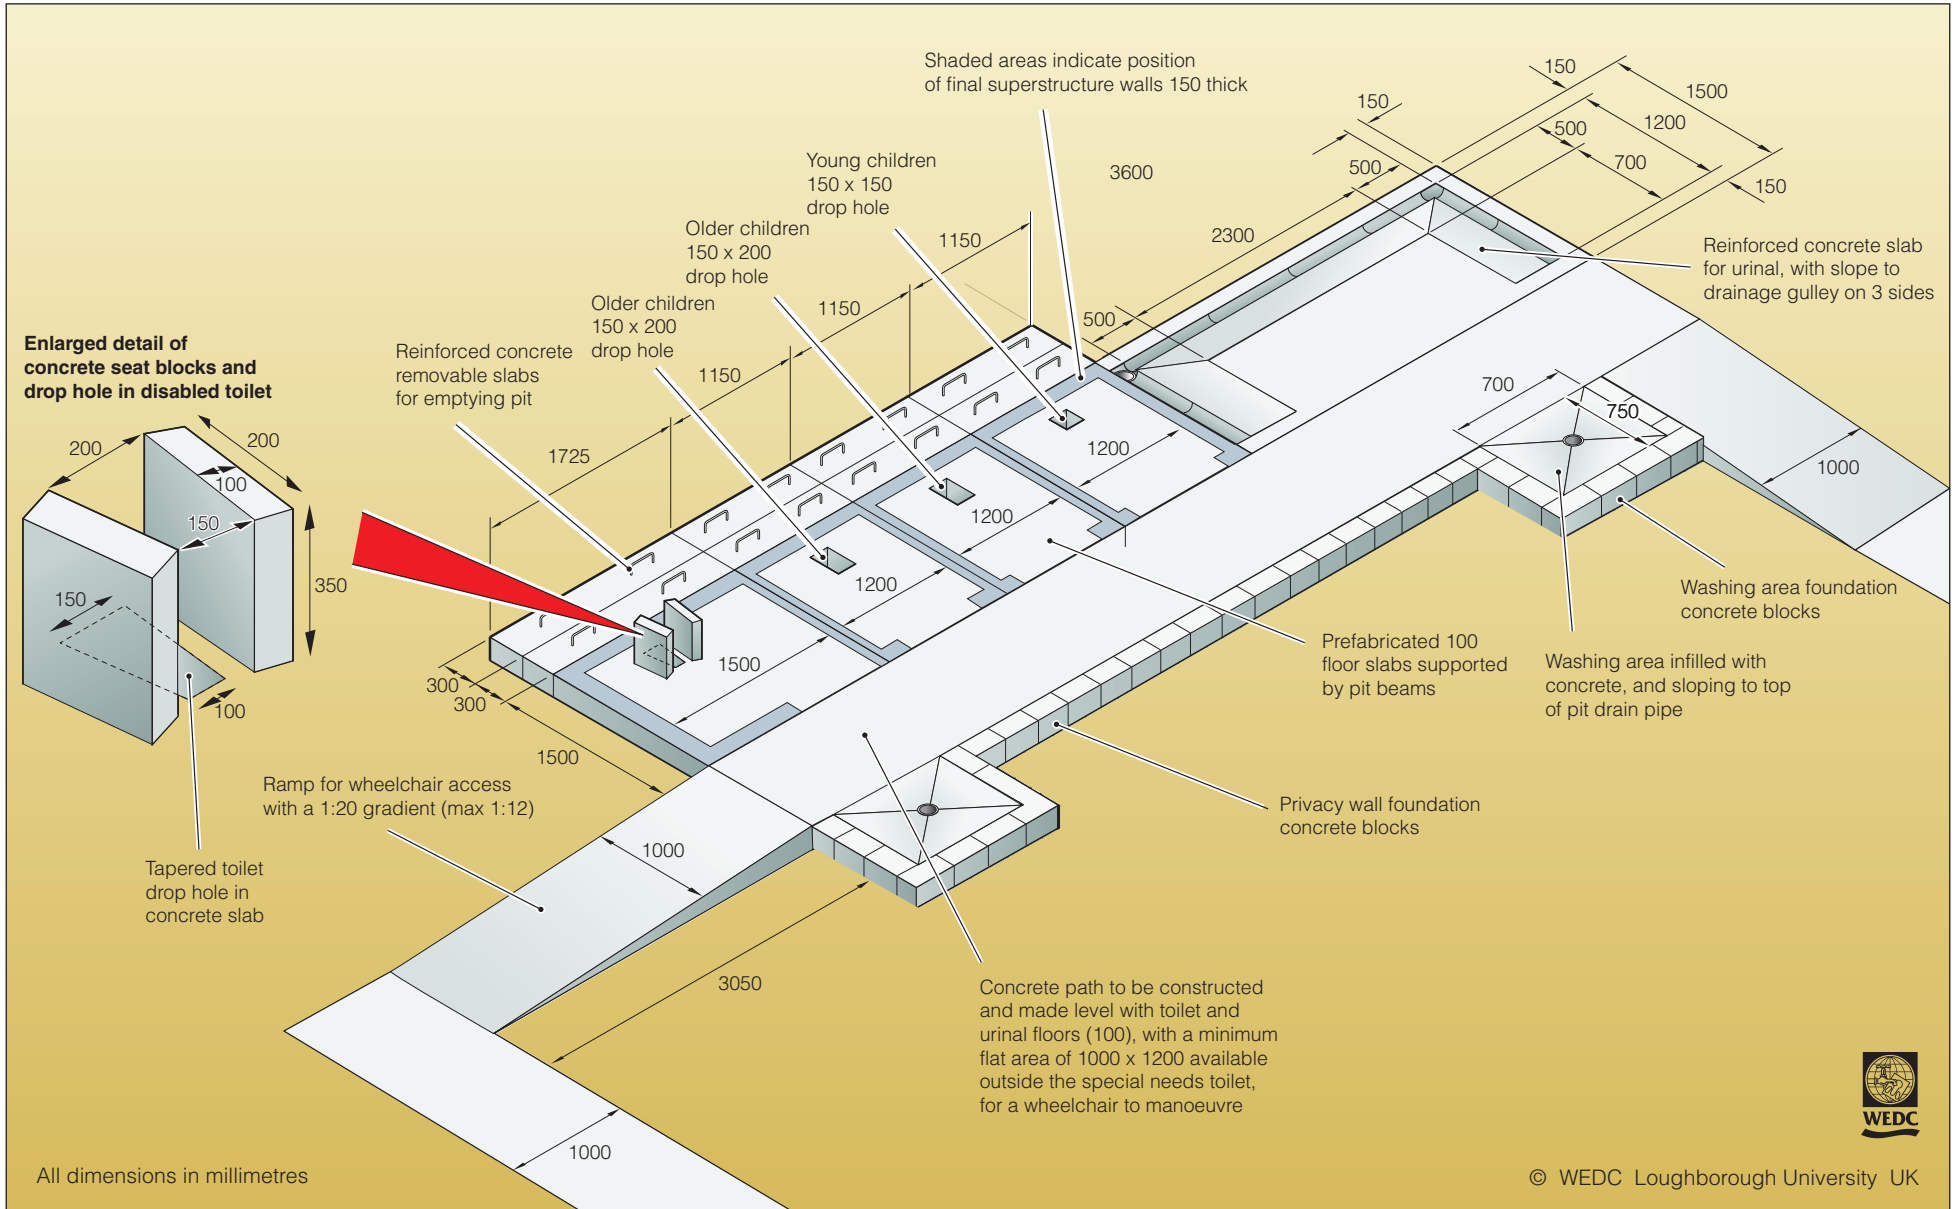 Shaded areas indicate position
of final superstructure walls 150 thick
Young children
150 x 150
drop hole
Older children
150 x 200
drop hole
Older children
150 x 200
drop hole
Reinforced concrete
removable slabs
for emptying pit
Enlarged detail of
concrete seat blocks and
drop hole in disabled toilet
200
200
100
150
350
150
100
Tapered toilet
drop hole in
concrete slab
Ramp for wheelchair access
with a 1:20 gradient (max 1:12)
1725
1150
1150
1150
3600
500
2300
500
150
150
1500
1200
500
700
150
Reinforced concrete slab
for urinal, with slope to
drainage gulley on 3 sides
700
750
1000
1200
1200
1200
1500
300
300
1500
1000
3050
1000
Washing area foundation
concrete blocks
Washing area infilled with
concrete, and sloping to top
of pit drain pipe
Prefabricated 100
floor slabs supported
by pit beams
Privacy wall foundation
concrete blocks
Concrete path to be constructed
and made level with toilet and
urinal floors (100), with a minimum
flat area of 1000 x 1200 available
outside the special needs toilet,
for a wheelchair to manoeuvre
WEDC
All dimensions in millimetres
© WEDC Loughborough University UK